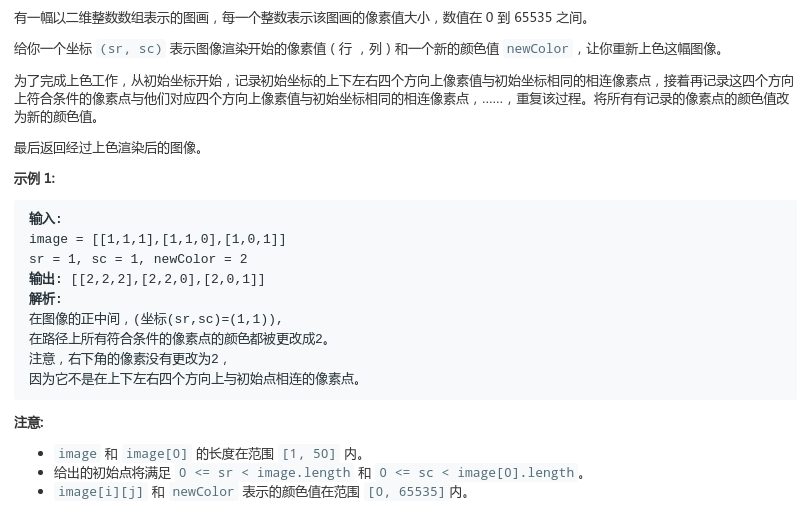 有一幅以二维整数数组表示的图画，每一个整数表示该图画的像素值大小，数值在 0 到 65535 之间。
给你一个坐标 (sr, sc) 表示图像渲染开始的像素值（行 ，列）和一个新的颜色值 newColor，让你重新上色这幅图像。
为了完成上色工作，从初始坐标开始，记录初始坐标的上下左右四个方向上像素值与初始坐标相同的相连像素点，接着再记录这四个方向
上符合条件的像素点与他们对应四个方向上像素值与初始坐标相同的相连像素点，……，重复该过程。将所有有记录的像素点的颜色值改
为新的颜色值。
最后返回经过上色渲染后的图像。
示例 1:
输入:
image = [[1,1,1],[1,1,0],[1,0,1]]
sr = 1, sc = 1, newColor = 2
输出: [[2,2,2],[2,2,0],[2,0,1]]
解析:
在图像的正中间，(坐标(sr,sc)=(1,1)),
在路径上所有符合条件的像素点的颜色都被更改成2。
注意，右下角的像素没有更改为2，
因为它不是在上下左右四个方向上与初始点相连的像素点。
注意:
image 和 image[0] 的长度在范围 [1, 50] 内。
给出的初始点将满足 0 <= sr < image.length 和 0 <= sc < image[0].length。
image[i][j] 和 newColor 表示的颜色值在范围 [0, 65535]内。